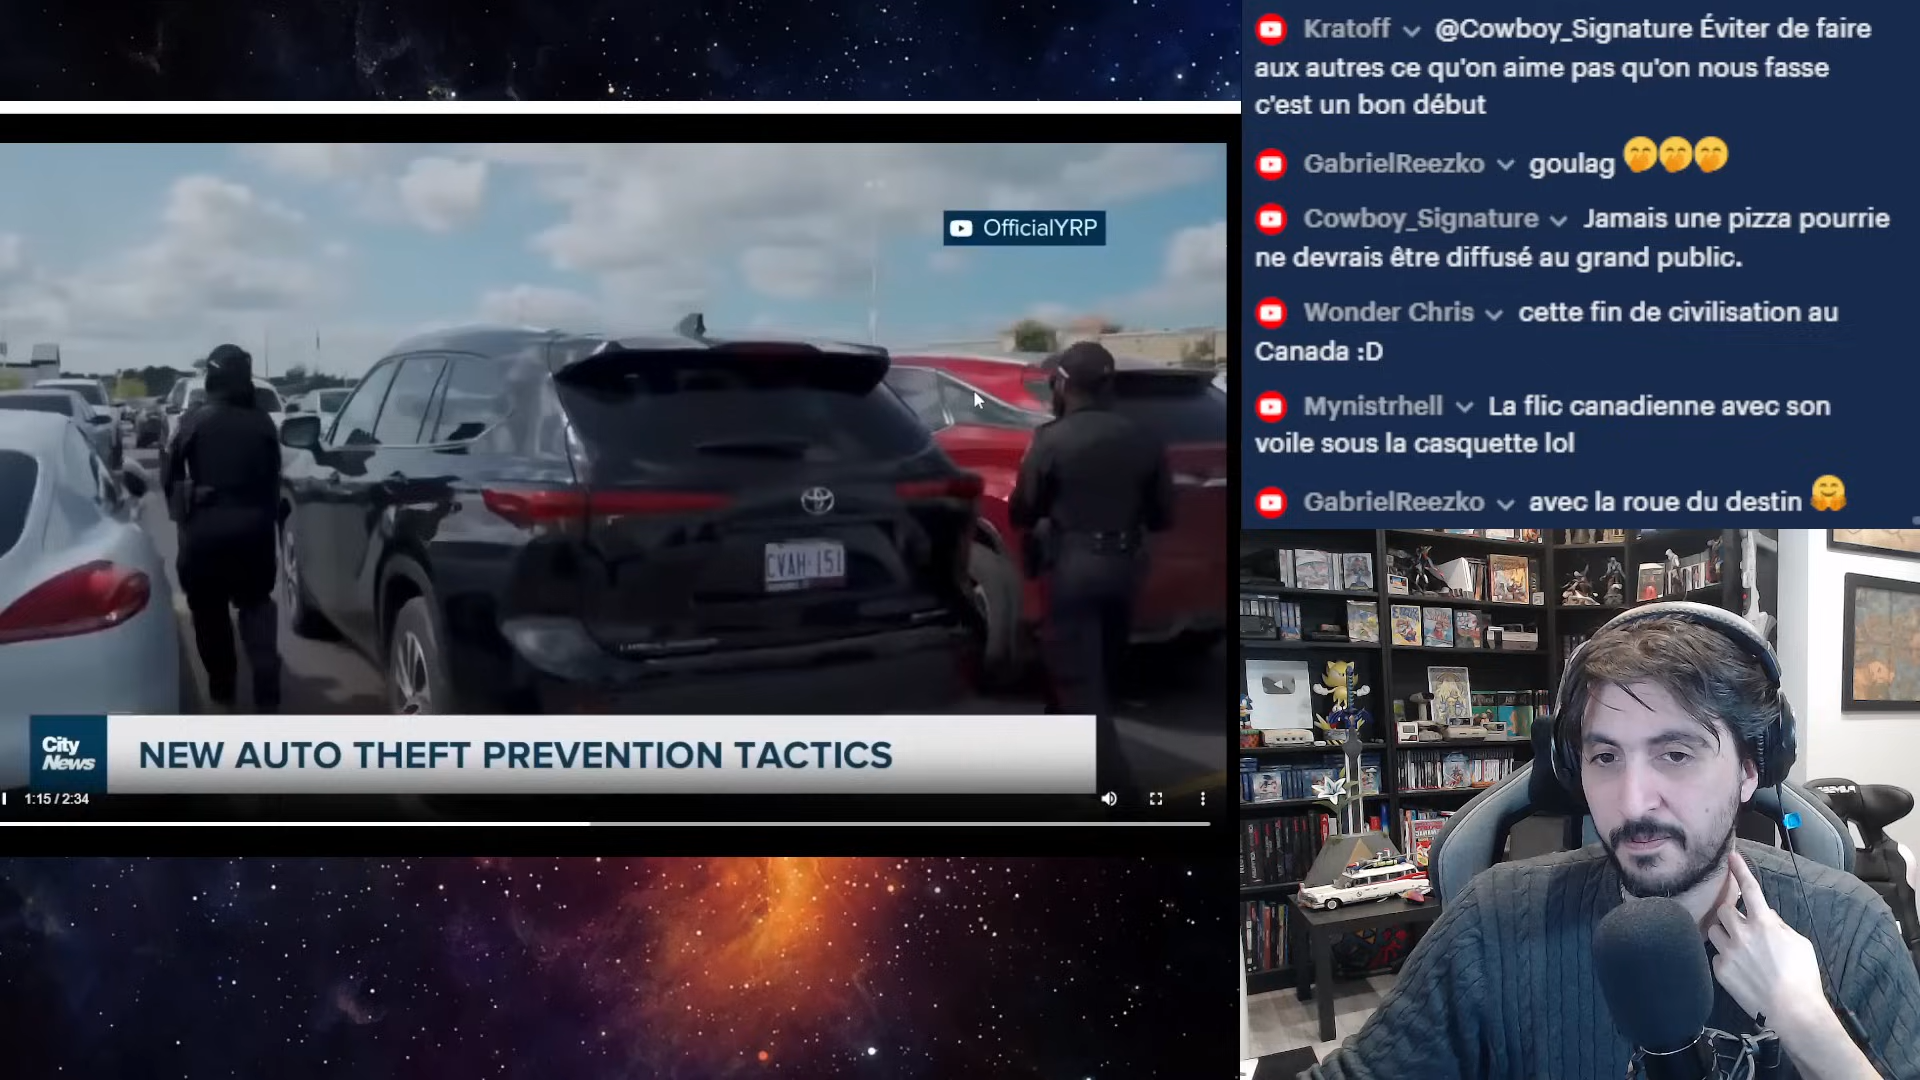 OfficialYRP
CVAH·151
City
News
NEW AUTO THEFT PREVENTION TACTICS
1:15 / 2:34
Kratoff @Cowboy_Signature Éviter de faire
aux autres ce qu'on aime pas qu'on nous fasse
c'est un bon début
GabrielReezko goulag 🤭🤭🤭
Cowboy_Signature Jamais une pizza pourrie
ne devrais être diffusé au grand public.
Wonder Chris cette fin de civilisation au
Canada :D
Mynistrhell La flic canadienne avec son
voile sous la casquette lol
GabrielReezko avec la roue du destin 🤗